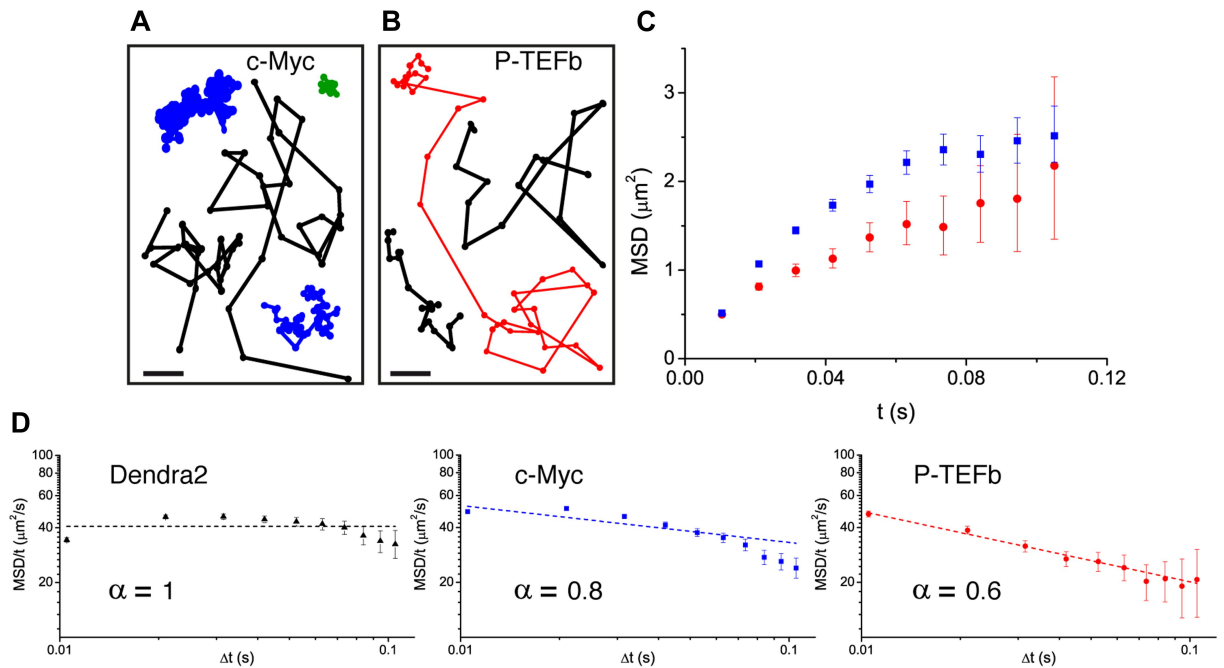 A
c-Myc
B
P-TEFb
C
3
2
1
0
MSD (μm²)
0.00
0.04
0.08
0.12
t (s)
D
100
80
60
40
20
MSD/t (μm²/s)
Dendra2
α = 1
0.01
0.1
Δt (s)
100
80
60
40
20
MSD/t (μm²/s)
c-Myc
α = 0.8
0.01
0.1
Δt (s)
100
80
60
40
20
MSD/t (μm²/s)
P-TEFb
α = 0.6
0.01
0.1
Δt (s)